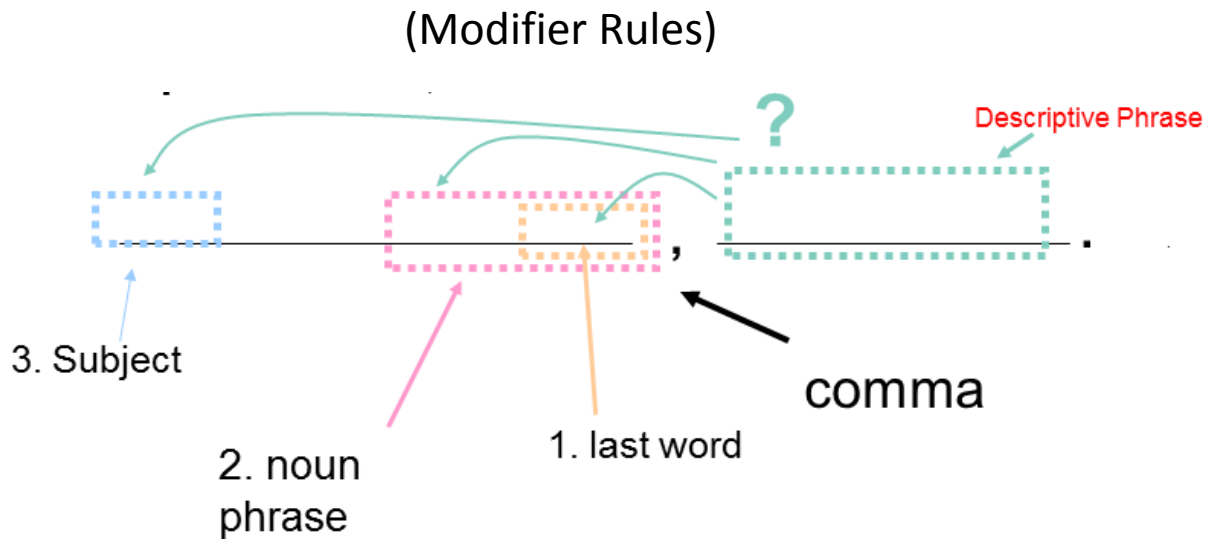 (Modifier Rules)
?
Descriptive Phrase
, .
3. Subject
comma
1. last word
2. noun
phrase